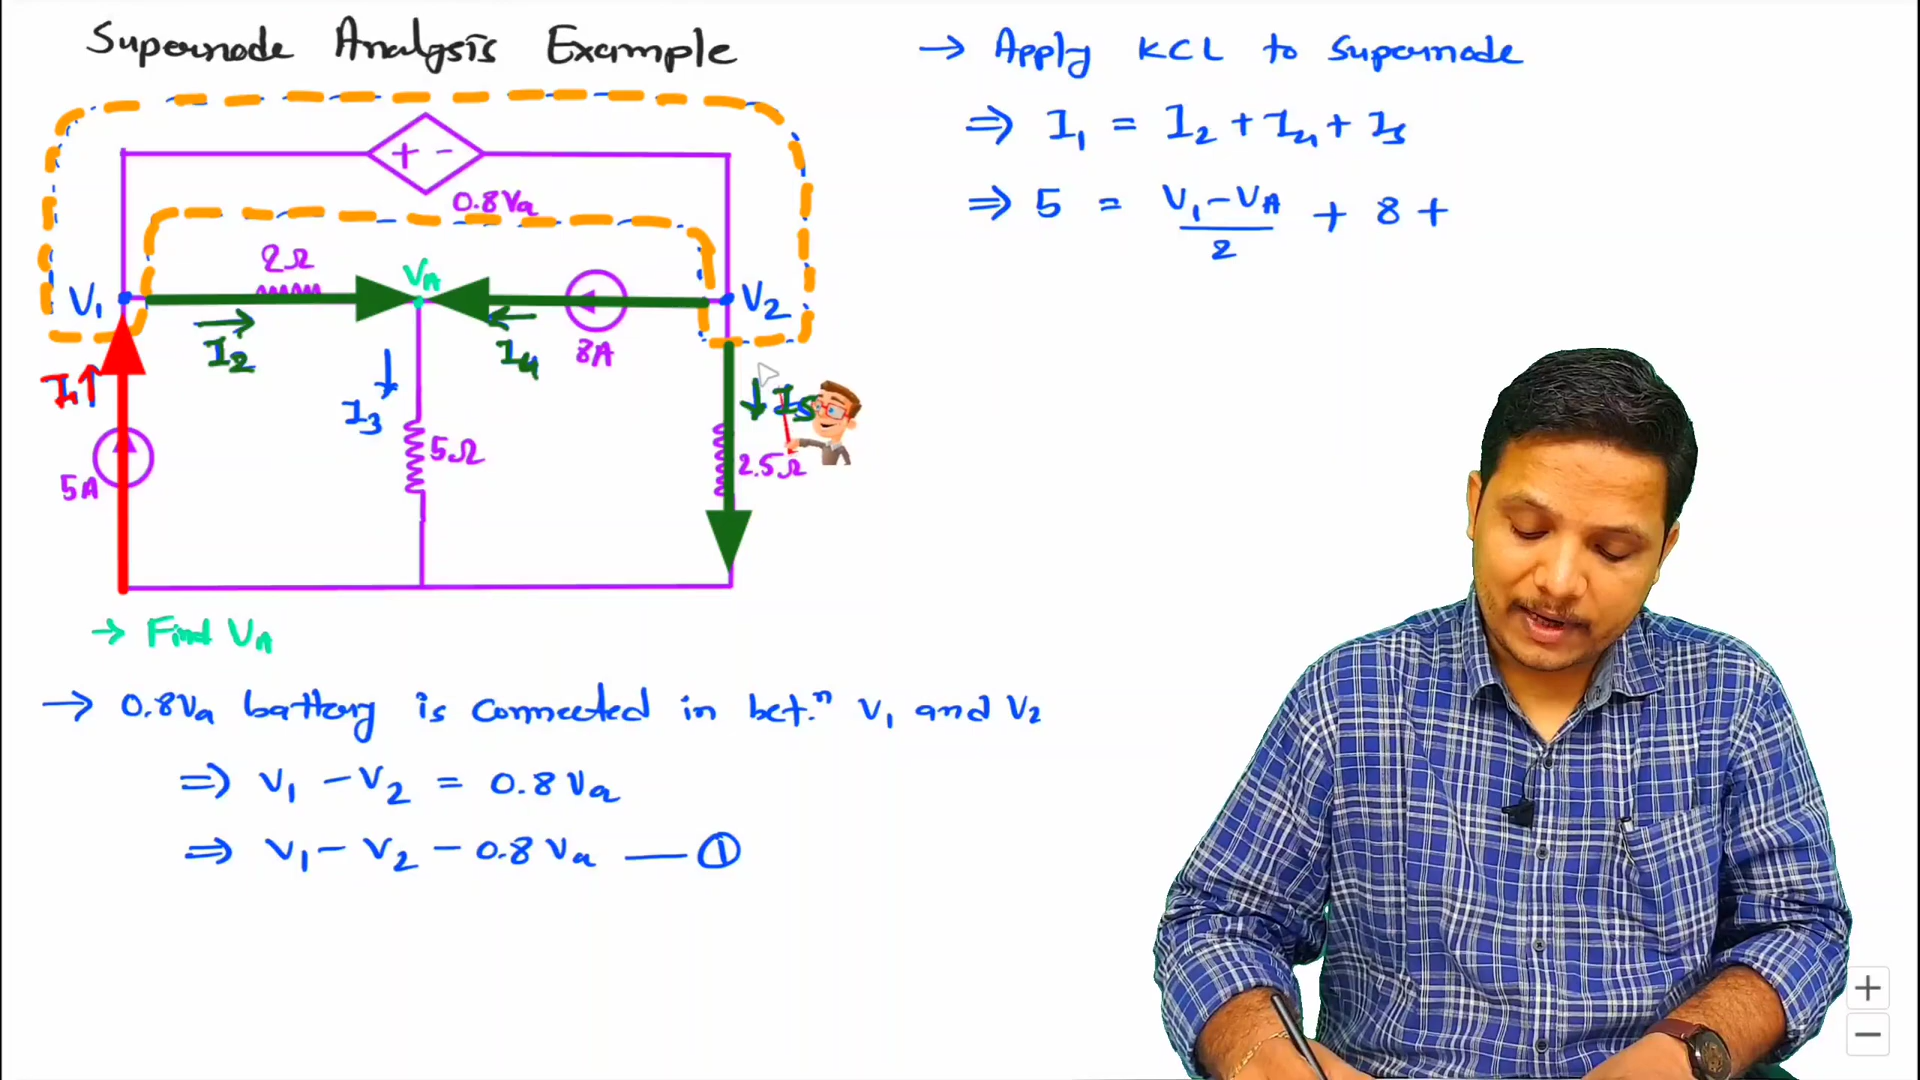 Supernode Analysis Example
+ -
0.8Va
2Ω
VA
V1
V2
I2
I4
8A
I1
I3
I5
5Ω
2.5Ω
5A
→ Find VA
→ 0.8Va battery is connected in bet.n V1 and V2
⇒ V1 - V2 = 0.8 Va
⇒ V1 - V2 - 0.8 Va — ①
→ Apply KCL to Supernode
⇒ I1 = I2 + I4 + I5
⇒ 5 = V1 - VA / 2 + 8 +